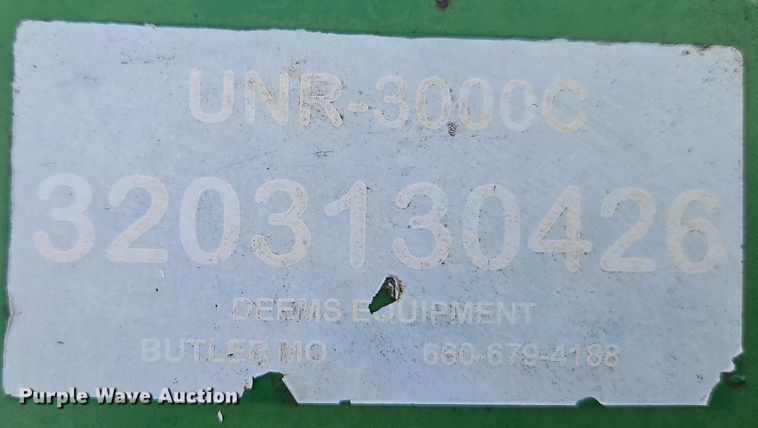 UNR-3000C
3203130426
DEEMS EQUIPMENT
BUTLER MO 660-679-4188
Purple Wave Auction